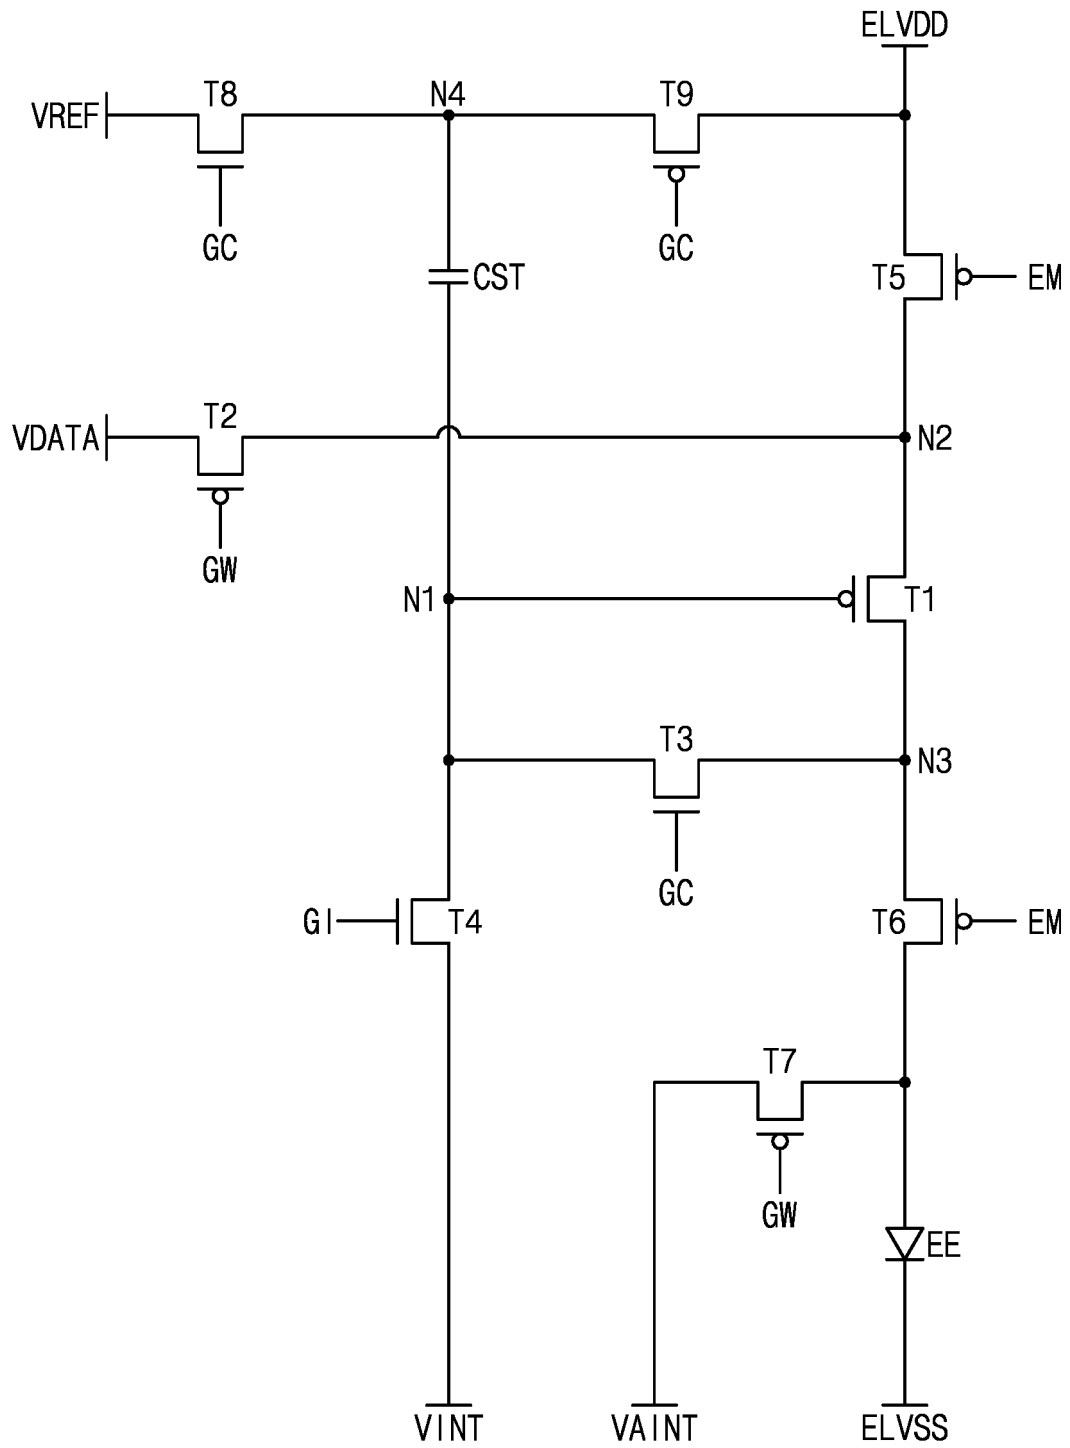 ELVDD
VREF T8 N4 T9
GC GC
CST T5 EM
VDATA T2 N2
GW
N1 T1
T3 N3
GC
GI T4 T6 EM
T7
GW
EE
VINT VAINT ELVSS